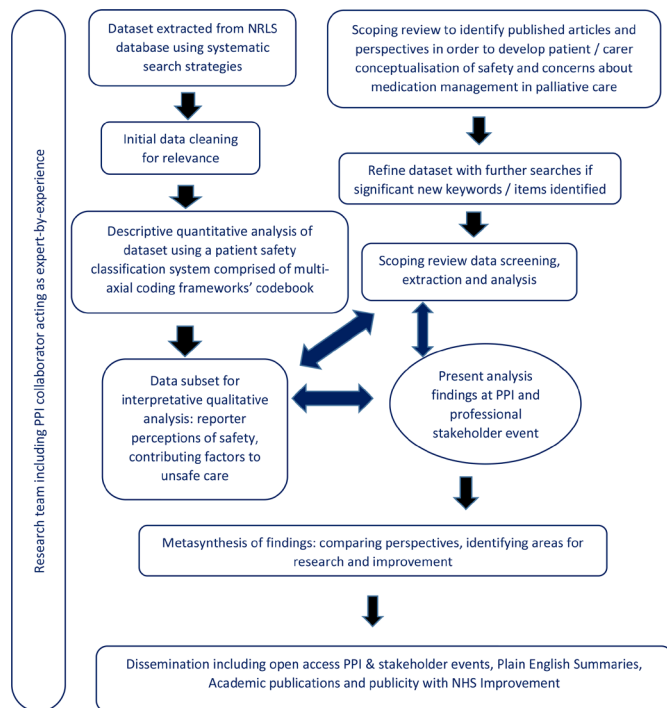 Research team including PPI collaborator acting as expert-by-experience
Dataset extracted from NRLS
database using systematic
search strategies
Initial data cleaning
for relevance
Descriptive quantitative analysis of
dataset using a patient safety
classification system comprised of multi-
axial coding frameworks’ codebook
Data subset for
interpretative qualitative
analysis: reporter
perceptions of safety,
contributing factors to
unsafe care
Scoping review to identify published articles and
perspectives in order to develop patient / carer
conceptualisation of safety and concerns about
medication management in palliative care
Refine dataset with further searches if
significant new keywords / items identified
Scoping review data screening,
extraction and analysis
Present analysis
findings at PPI and
professional
stakeholder event
Metasynthesis of findings: comparing perspectives, identifying areas for
research and improvement
Dissemination including open access PPI & stakeholder events, Plain English Summaries,
Academic publications and publicity with NHS Improvement